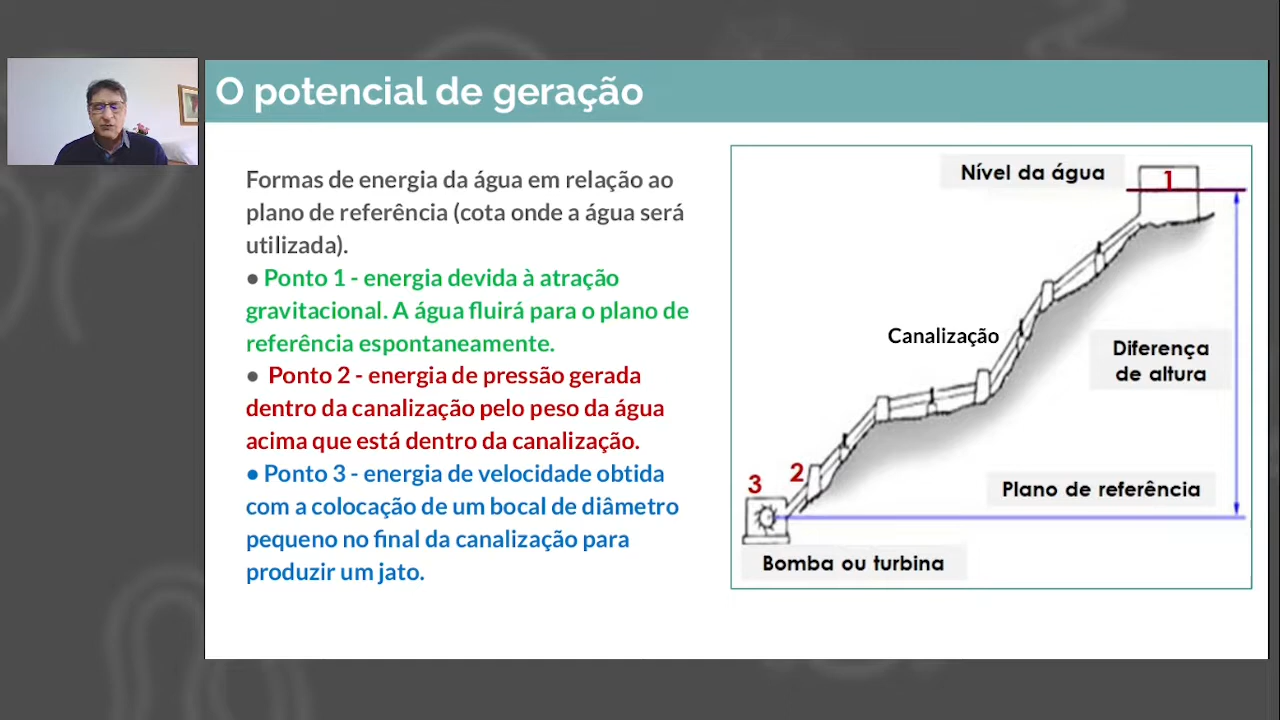 O potencial de geração
Formas de energia da água em relação ao
plano de referência (cota onde a água será
utilizada).
● Ponto 1 - energia devida à atração
gravitacional. A água fluirá para o plano de
referência espontaneamente.
● Ponto 2 - energia de pressão gerada
dentro da canalização pelo peso da água
acima que está dentro da canalização.
● Ponto 3 - energia de velocidade obtida
com a colocação de um bocal de diâmetro
pequeno no final da canalização para
produzir um jato.
Nível da água
1
Canalização
Diferença
de altura
2
3
Plano de referência
Bomba ou turbina